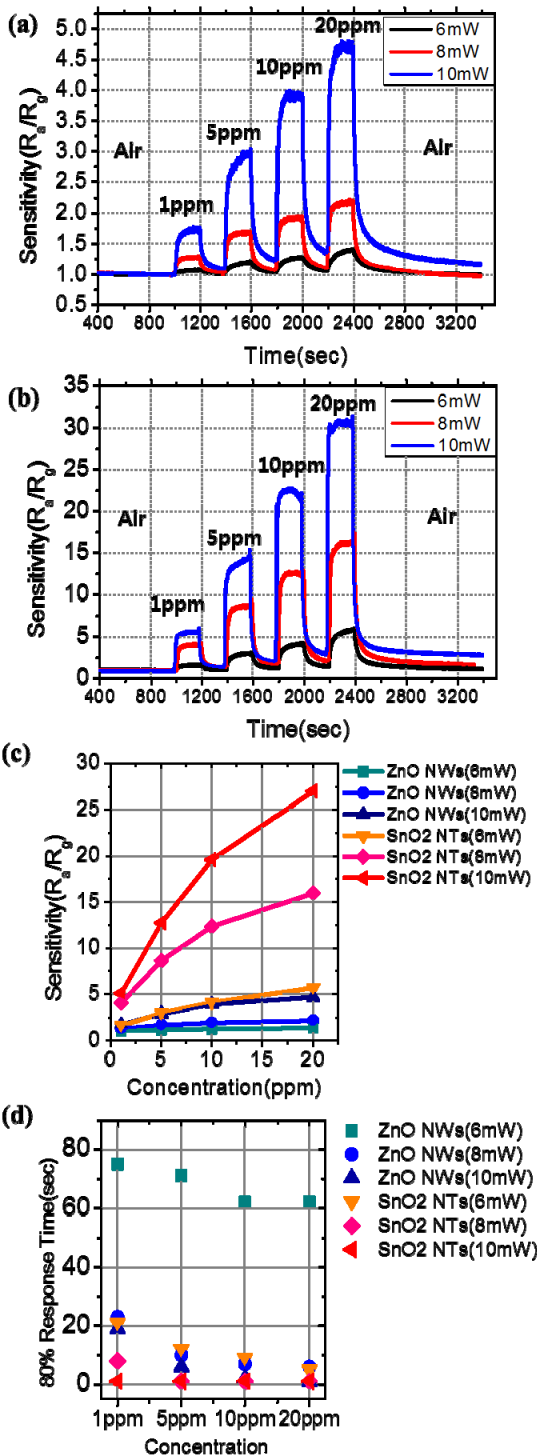 (a)
5.0
4.5
4.0
3.5
3.0
2.5
2.0
1.5
1.0
0.5
Sensitivity(Ra/Rg)
Air
1ppm
5ppm
10ppm
20ppm
Air
6mW
8mW
10mW
400 800 1200 1600 2000 2400 2800 3200
Time(sec)
(b)
35
30
25
20
15
10
5
0
Sensitivity(Ra/Rg)
Air
1ppm
5ppm
10ppm
20ppm
Air
6mW
8mW
10mW
400 800 1200 1600 2000 2400 2800 3200
Time(sec)
(c)
30
25
20
15
10
5
0
Sensitivity(Ra/Rg)
ZnO NWs(6mW)
ZnO NWs(8mW)
ZnO NWs(10mW)
SnO2 NTs(6mW)
SnO2 NTs(8mW)
SnO2 NTs(10mW)
0 5 10 15 20
Concentration(ppm)
(d)
80
60
40
20
0
80% Response Time(sec)
ZnO NWs(6mW)
ZnO NWs(8mW)
ZnO NWs(10mW)
SnO2 NTs(6mW)
SnO2 NTs(8mW)
SnO2 NTs(10mW)
1ppm 5ppm 10ppm 20ppm
Concentration